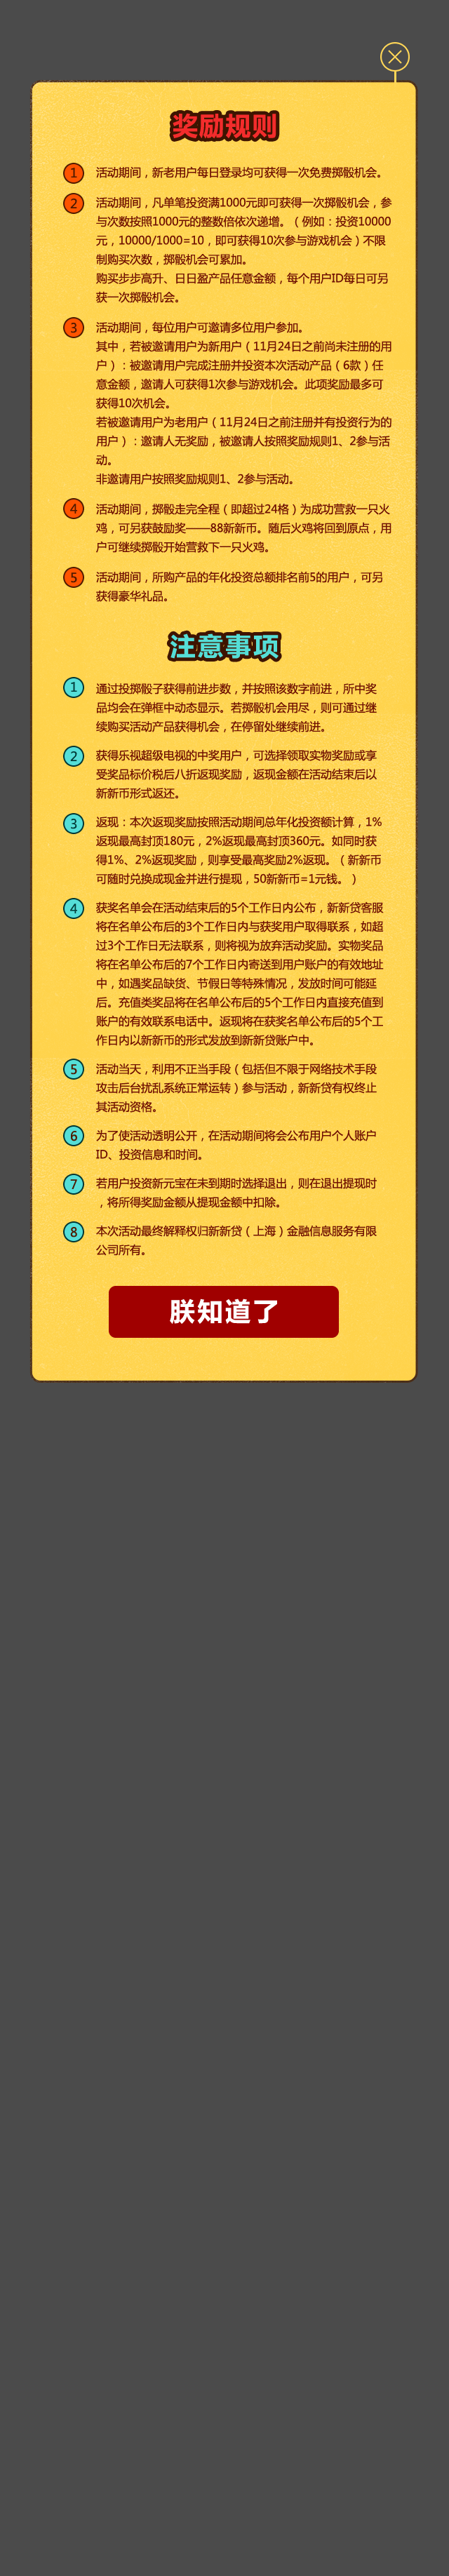 奖励规则
1 活动期间，新老用户每日登录均可获得一次免费掷骰机会。
2 活动期间，凡单笔投资满1000元即可获得一次掷骰机会，参
与次数按照1000元的整数倍依次递增。（例如：投资10000
元，10000/1000=10，即可获得10次参与游戏机会）不限
制购买次数，掷骰机会可累加。
购买步步高升、日日盈产品任意金额，每个用户ID每日可另
获一次掷骰机会。
3 活动期间，每位用户可邀请多位用户参加。
其中，若被邀请用户为新用户（11月24日之前尚未注册的用
户）：被邀请用户完成注册并投资本次活动产品（6款）任
意金额，邀请人可获得1次参与游戏机会。此项奖励最多可
获得10次机会。
若被邀请用户为老用户（11月24日之前注册并有投资行为的
用户）：邀请人无奖励，被邀请人按照奖励规则1、2参与活
动。
非邀请用户按照奖励规则1、2参与活动。
4 活动期间，掷骰走完全程（即超过24格）为成功营救一只火
鸡，可另获鼓励奖——88新新币。随后火鸡将回到原点，用
户可继续掷骰开始营救下一只火鸡。
5 活动期间，所购产品的年化投资总额排名前5的用户，可另
获得豪华礼品。
注意事项
1 通过投掷骰子获得前进步数，并按照该数字前进，所中奖
品均会在弹框中动态显示。若掷骰机会用尽，则可通过继
续购买活动产品获得机会，在停留处继续前进。
2 获得乐视超级电视的中奖用户，可选择领取实物奖励或享
受奖品标价税后八折返现奖励，返现金额在活动结束后以
新新币形式返还。
3 返现：本次返现奖励按照活动期间总年化投资额计算，1%
返现最高封顶180元，2%返现最高封顶360元。如同时获
得1%、2%返现奖励，则享受最高奖励2%返现。（新新币
可随时兑换成现金并进行提现，50新新币=1元钱。）
4 获奖名单会在活动结束后的5个工作日内公布，新新贷客服
将在名单公布后的3个工作日内与获奖用户取得联系，如超
过3个工作日无法联系，则将视为放弃活动奖励。实物奖品
将在名单公布后的7个工作日内寄送到用户账户的有效地址
中，如遇奖品缺货、节假日等特殊情况，发放时间可能延
后。充值类奖品将在名单公布后的5个工作日内直接充值到
账户的有效联系电话中。返现将在获奖名单公布后的5个工
作日内以新新币的形式发放到新新贷账户中。
5 活动当天，利用不正当手段（包括但不限于网络技术手段
攻击后台扰乱系统正常运转）参与活动，新新贷有权终止
其活动资格。
6 为了使活动透明公开，在活动期间将会公布用户个人账户
ID、投资信息和时间。
7 若用户投资新元宝在未到期时选择退出，则在退出提现时
，将所得奖励金额从提现金额中扣除。
8 本次活动最终解释权归新新贷（上海）金融信息服务有限
公司所有。
朕知道了